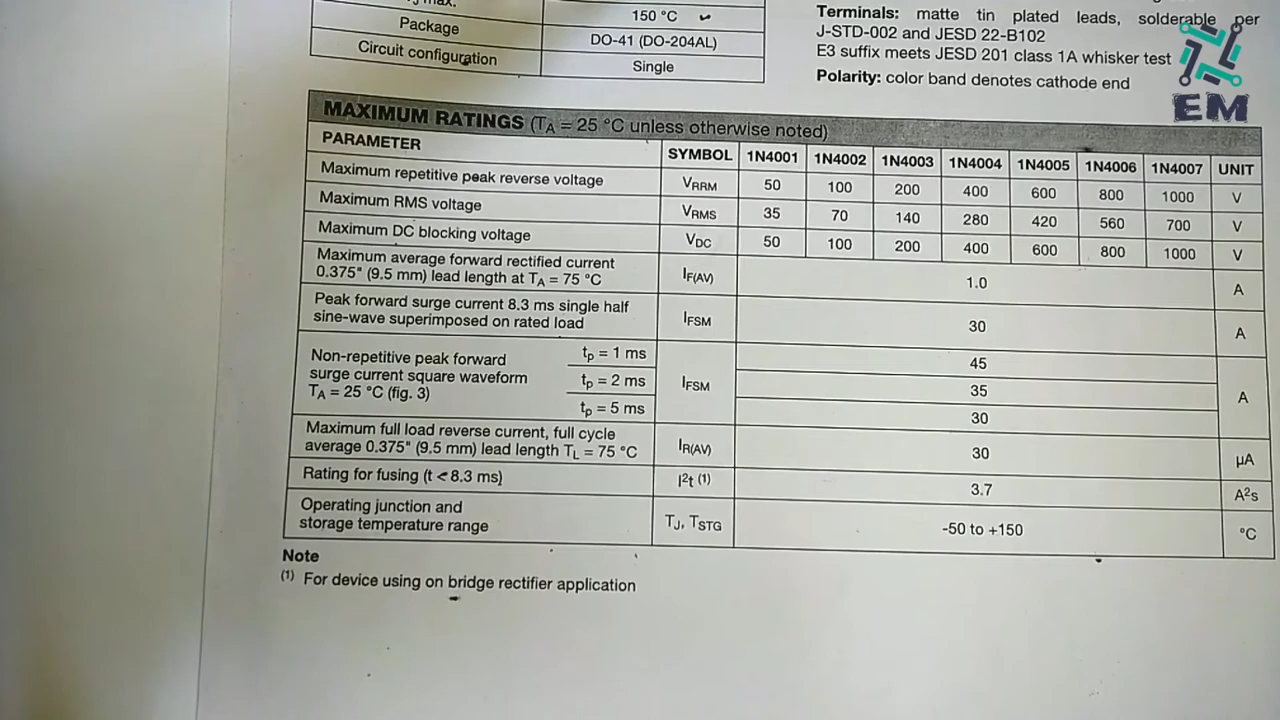 150 °C
Package
DO-41 (DO-204AL)
Circuit configuration
Single
Terminals: matte tin plated leads, solderable per
J-STD-002 and JESD 22-B102
E3 suffix meets JESD 201 class 1A whisker test
Polarity: color band denotes cathode end
EM
MAXIMUM RATINGS (TA = 25 °C unless otherwise noted)
PARAMETER SYMBOL 1N4001 1N4002 1N4003 1N4004 1N4005 1N4006 1N4007 UNIT
Maximum repetitive peak reverse voltage VRRM 50 100 200 400 600 800 1000 V
Maximum RMS voltage VRMS 35 70 140 280 420 560 700 V
Maximum DC blocking voltage VDC 50 100 200 400 600 800 1000 V
Maximum average forward rectified current
0.375" (9.5 mm) lead length at TA = 75 °C IF(AV) 1.0 A
Peak forward surge current 8.3 ms single half
sine-wave superimposed on rated load IFSM 30 A
Non-repetitive peak forward tp = 1 ms 45
surge current square waveform tp = 2 ms IFSM 35 A
TA = 25 °C (fig. 3) tp = 5 ms 30
Maximum full load reverse current, full cycle
average 0.375" (9.5 mm) lead length TL = 75 °C IR(AV) 30 µA
Rating for fusing (t < 8.3 ms) I²t (1) 3.7 A²s
Operating junction and
storage temperature range TJ, TSTG -50 to +150 °C
Note
(1) For device using on bridge rectifier application